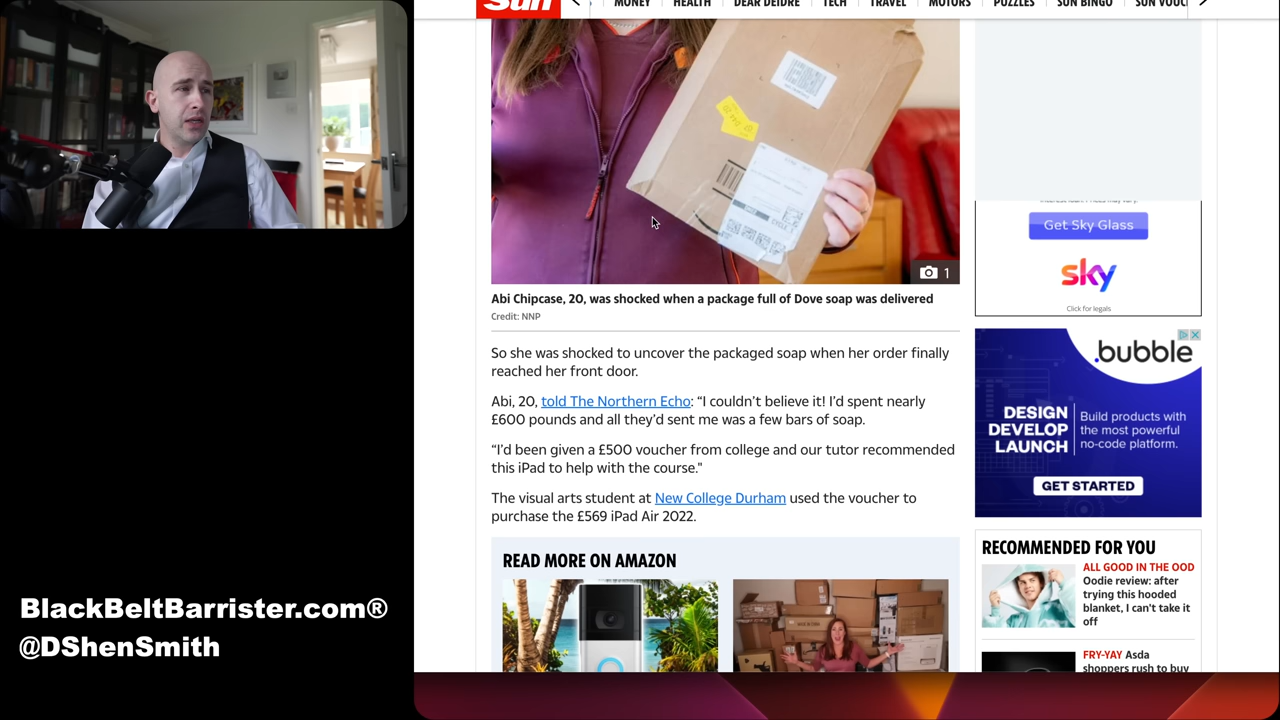 Sun
MONEY
HEALTH
DEAR DEIDRE
TECH
TRAVEL
MOTORS
PUZZLES
SUN BINGO
SUN VOUC
1
Abi Chipcase, 20, was shocked when a package full of Dove soap was delivered
Credit: NNP
So she was shocked to uncover the packaged soap when her order finally
reached her front door.
Abi, 20, told The Northern Echo: “I couldn’t believe it! I’d spent nearly
£600 pounds and all they’d sent me was a few bars of soap.
“I’d been given a £500 voucher from college and our tutor recommended
this iPad to help with the course."
The visual arts student at New College Durham used the voucher to
purchase the £569 iPad Air 2022.
READ MORE ON AMAZON
Get Sky Glass
sky
Click for legals
.bubble
DESIGN
DEVELOP
LAUNCH
Build products with
the most powerful
no-code platform.
GET STARTED
RECOMMENDED FOR YOU
ALL GOOD IN THE OOD
Oodie review: after
trying this hooded
blanket, I can't take it
off
FRY-YAY Asda
shoppers rush to buy
BlackBeltBarrister.com®
@DShenSmith